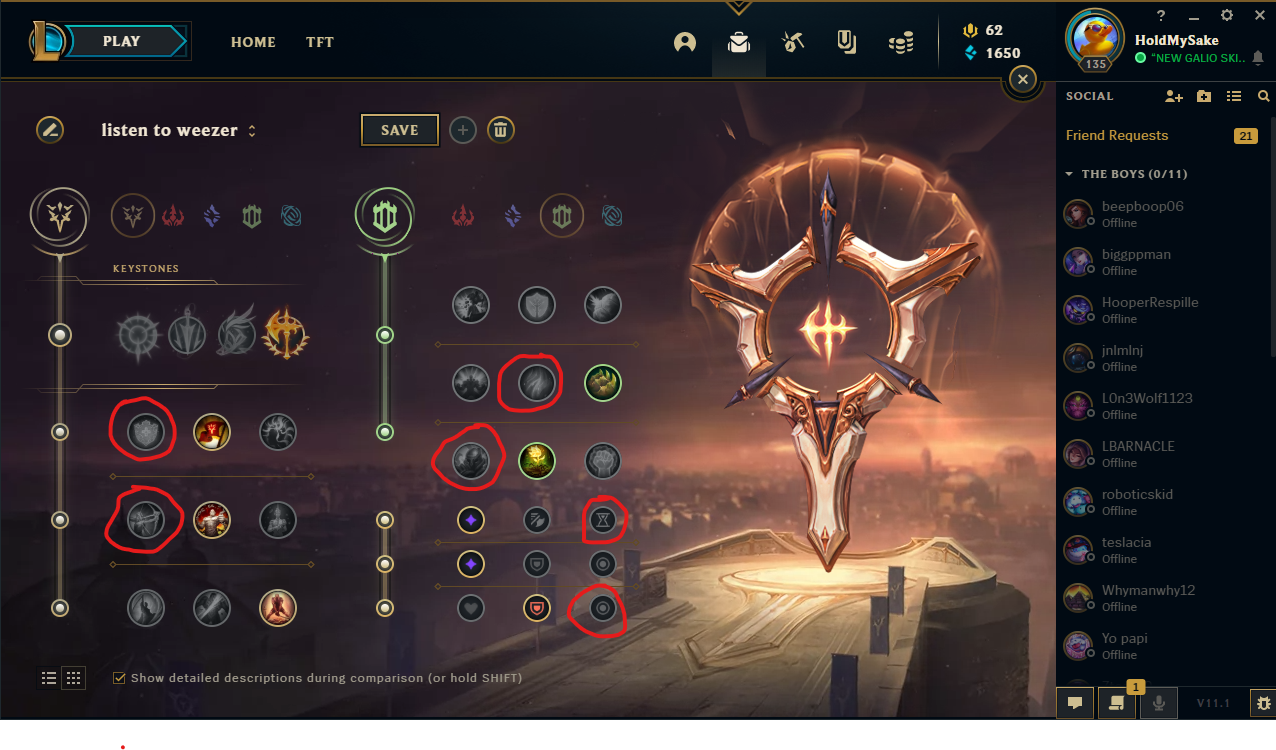 PLAY
HOME
TFT
62
1650
135
HoldMySake
"NEW GALIO SKI..
listen to weezer
SAVE
KEYSTONES
Show detailed descriptions during comparison (or hold SHIFT)
SOCIAL
Friend Requests
21
THE BOYS (0/11)
beepboop06
Offline
biggppman
Offline
HooperRespille
Offline
jnlmlnj
Offline
L0n3Wolf1123
Offline
LBARNACLE
Offline
roboticskid
Offline
teslacia
Offline
Whymanwhy12
Offline
Yo papi
Offline
1
V11.1